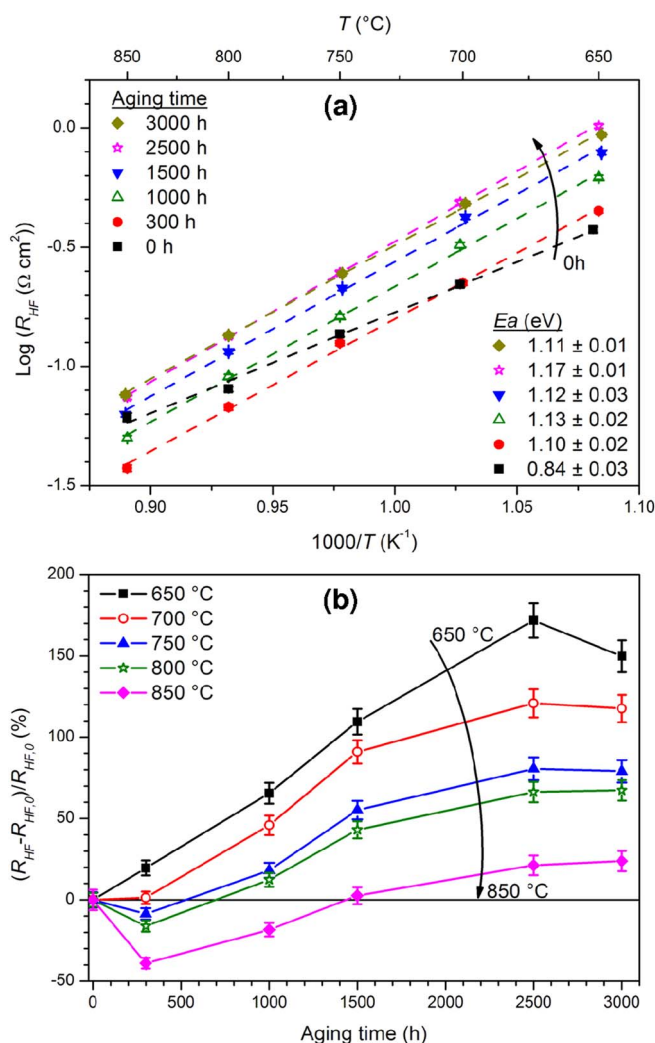 T (°C)
850 800 750 700 650
(a)
Aging time
3000 h
2500 h
1500 h
1000 h
300 h
0 h
0h
Ea (eV)
1.11 ± 0.01
1.17 ± 0.01
1.12 ± 0.03
1.13 ± 0.02
1.10 ± 0.02
0.84 ± 0.03
Log (R_HF (Ω cm²))
0.0
-0.5
-1.0
-1.5
0.90 0.95 1.00 1.05 1.10
1000/T (K⁻¹)
(b)
650 °C
700 °C
750 °C
800 °C
850 °C
650 °C
850 °C
(R_HF-R_HF,0)/R_HF,0 (%)
200
150
100
50
0
-50
0 500 1000 1500 2000 2500 3000
Aging time (h)